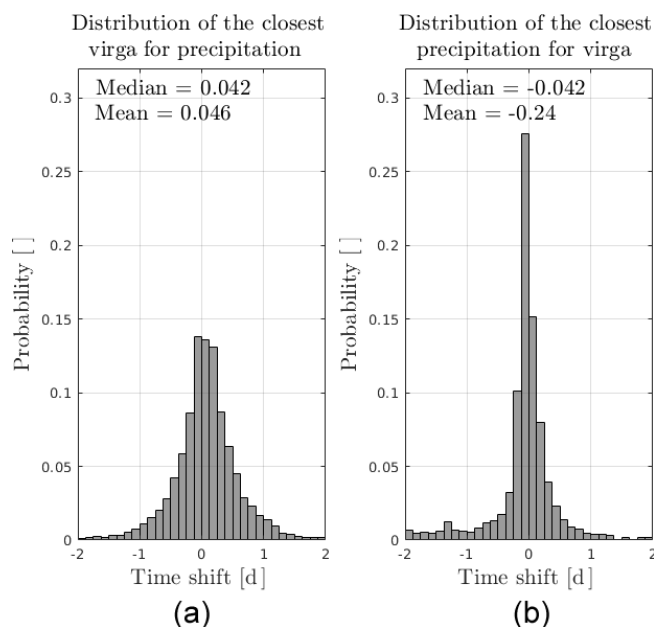 Distribution of the closest
virga for precipitation
Median = 0.042
Mean = 0.046
0.3
0.25
0.2
0.15
0.1
0.05
0
Probability [ ]
-2 -1 0 1 2
Time shift [d]
(a)
Distribution of the closest
precipitation for virga
Median = -0.042
Mean = -0.24
0.3
0.25
0.2
0.15
0.1
0.05
0
Probability [ ]
-2 -1 0 1 2
Time shift [d]
(b)